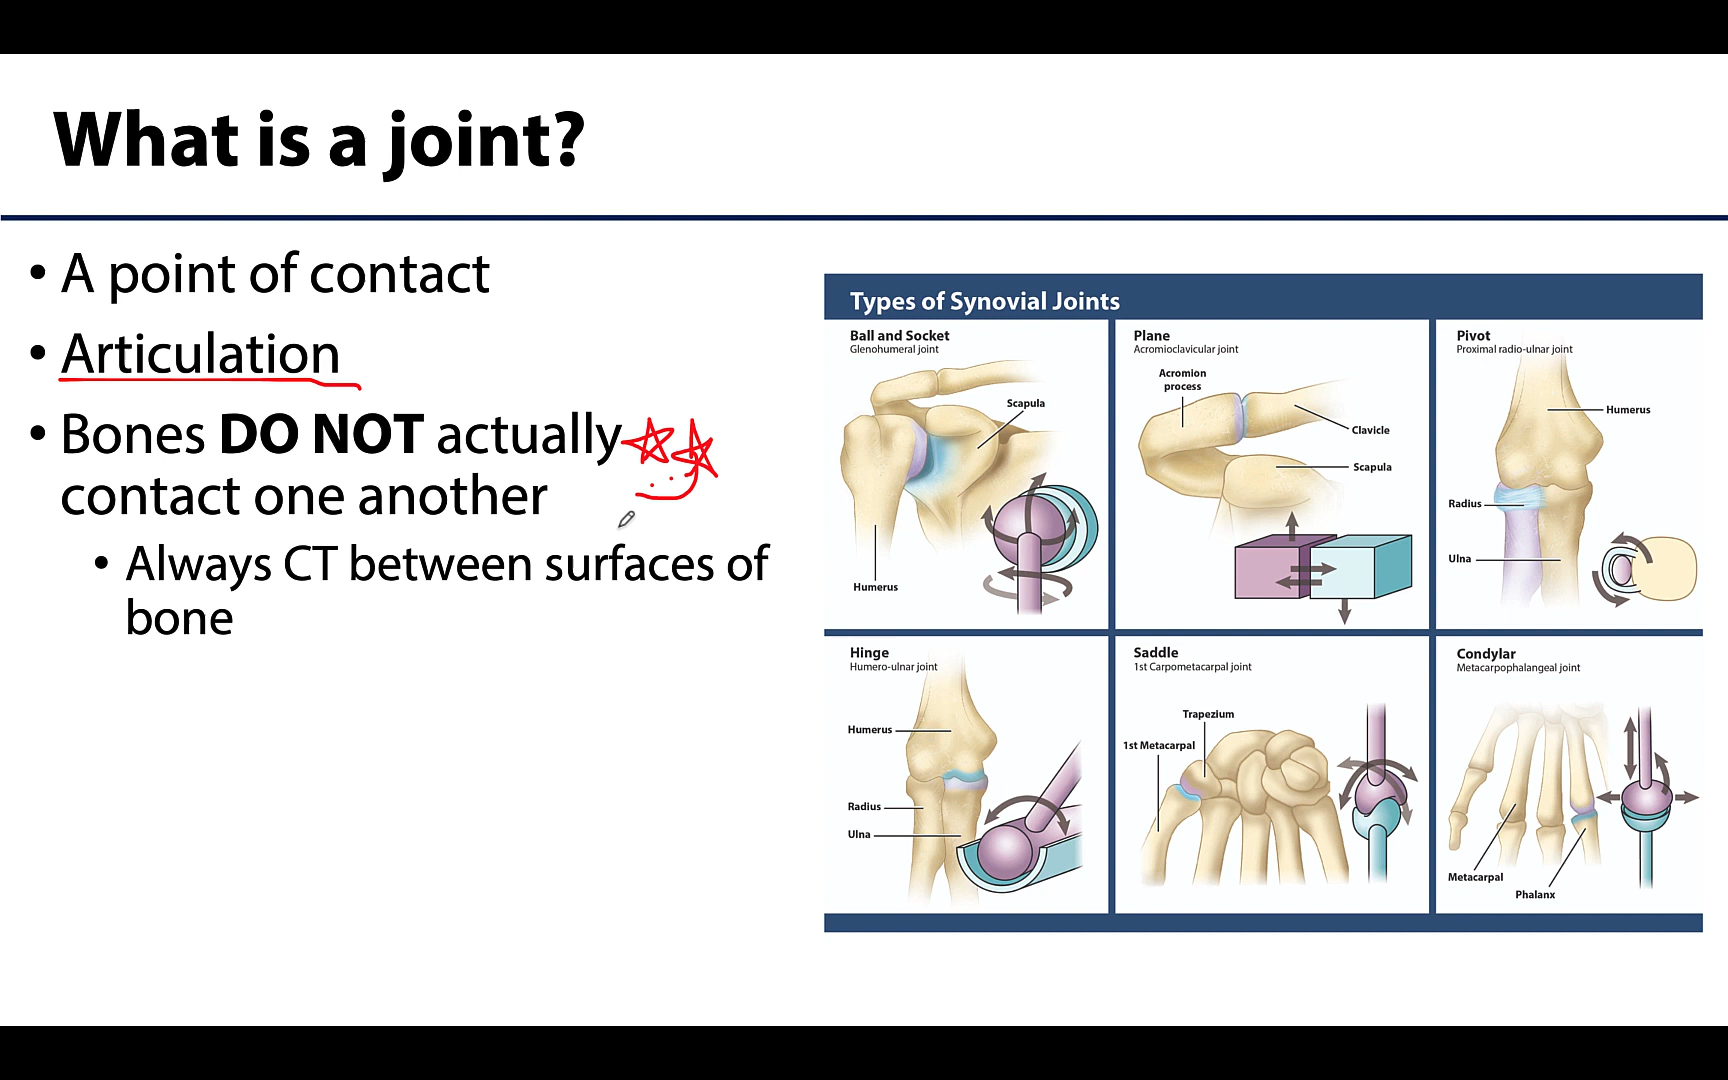 What is a joint?
• A point of contact
• Articulation
• Bones DO NOT actually
contact one another
• Always CT between surfaces of
bone
Types of Synovial Joints
Ball and Socket
Glenohumeral joint
Scapula
Humerus
Plane
Acromioclavicular joint
Acromion
process
Clavicle
Scapula
Pivot
Proximal radio-ulnar joint
Humerus
Radius
Ulna
Hinge
Humero-ulnar joint
Humerus
Radius
Ulna
Saddle
1st Carpometacarpal joint
Trapezium
1st Metacarpal
Condylar
Metacarpophalangeal joint
Metacarpal
Phalanx